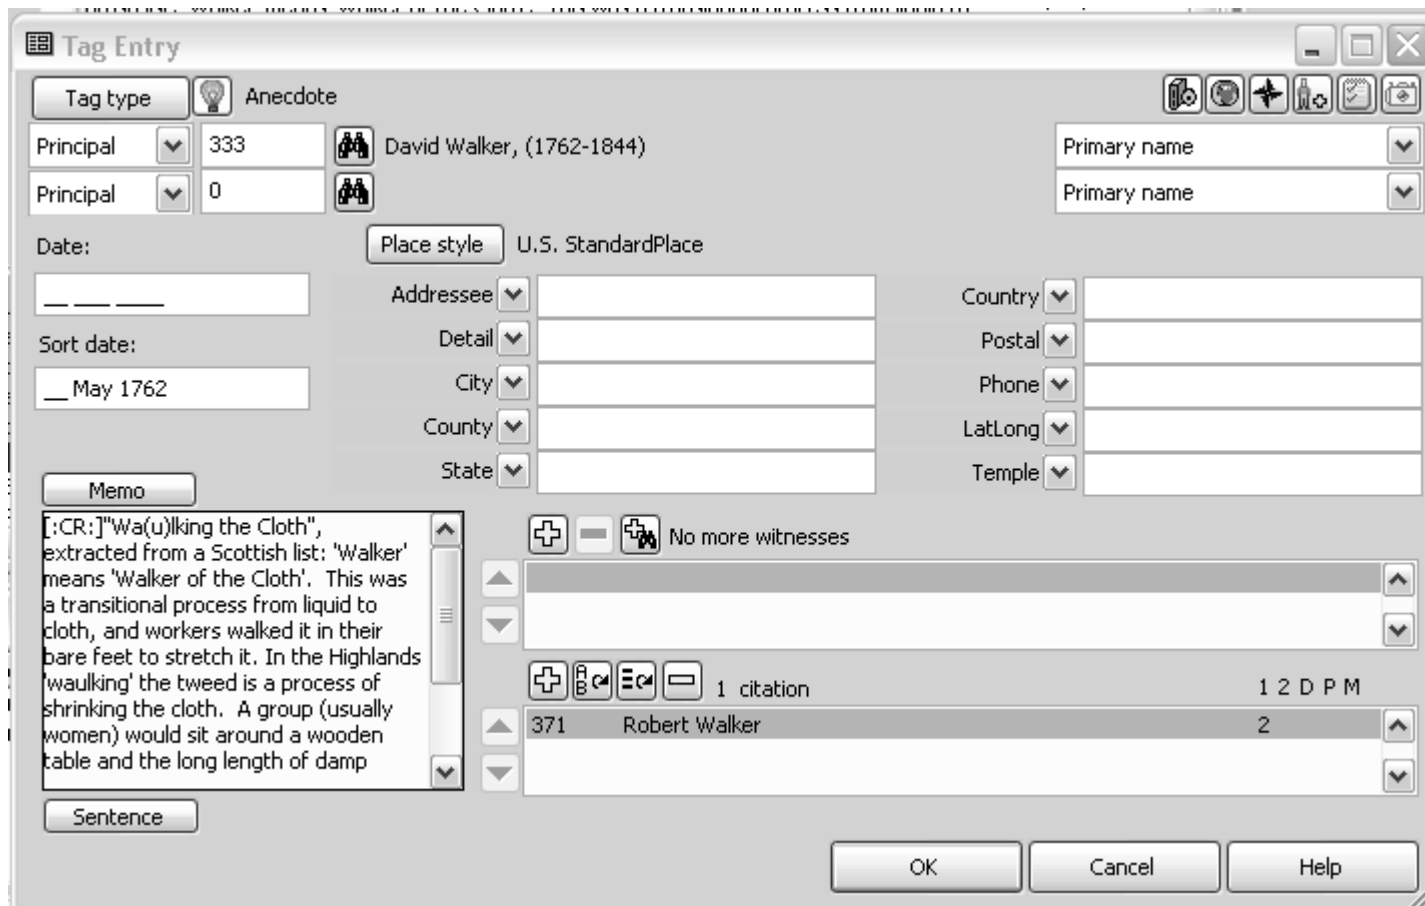 Tag Entry
Tag type Anecdote
Principal 333 David Walker, (1762-1844) Primary name
Principal 0 Primary name
Date: Place style U.S. StandardPlace
__ ___ ____ Addressee Country
Sort date: Detail Postal
__ May 1762 City Phone
County LatLong
State Temple
Memo
[:CR:]"Wa(u)lking the Cloth",
extracted from a Scottish list: 'Walker'
means 'Walker of the Cloth'. This was
a transitional process from liquid to
cloth, and workers walked it in their
bare feet to stretch it. In the Highlands
'waulking' the tweed is a process of
shrinking the cloth. A group (usually
women) would sit around a wooden
table and the long length of damp
No more witnesses
1 citation 1 2 D P M
371 Robert Walker 2
Sentence
OK Cancel Help